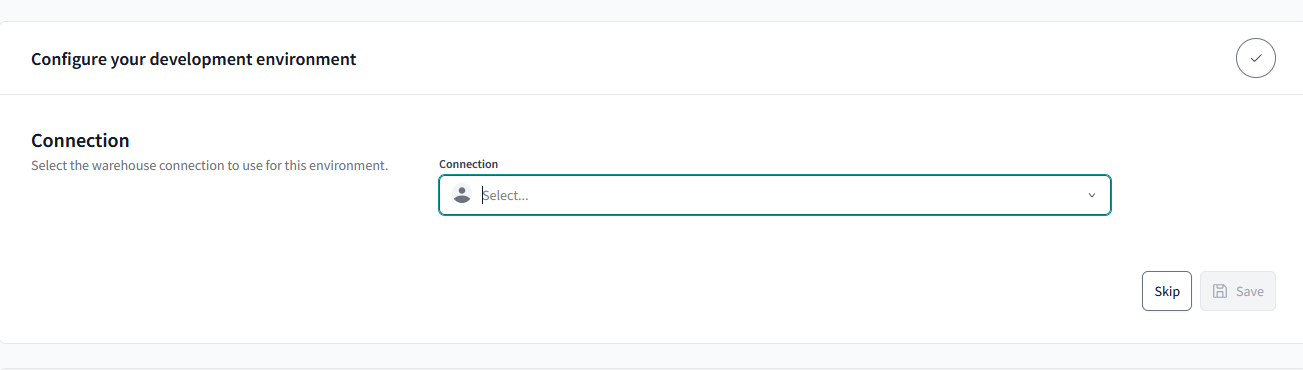 Configure your development environment
Connection
Select the warehouse connection to use for this environment.
Connection
Select...
Skip
Save